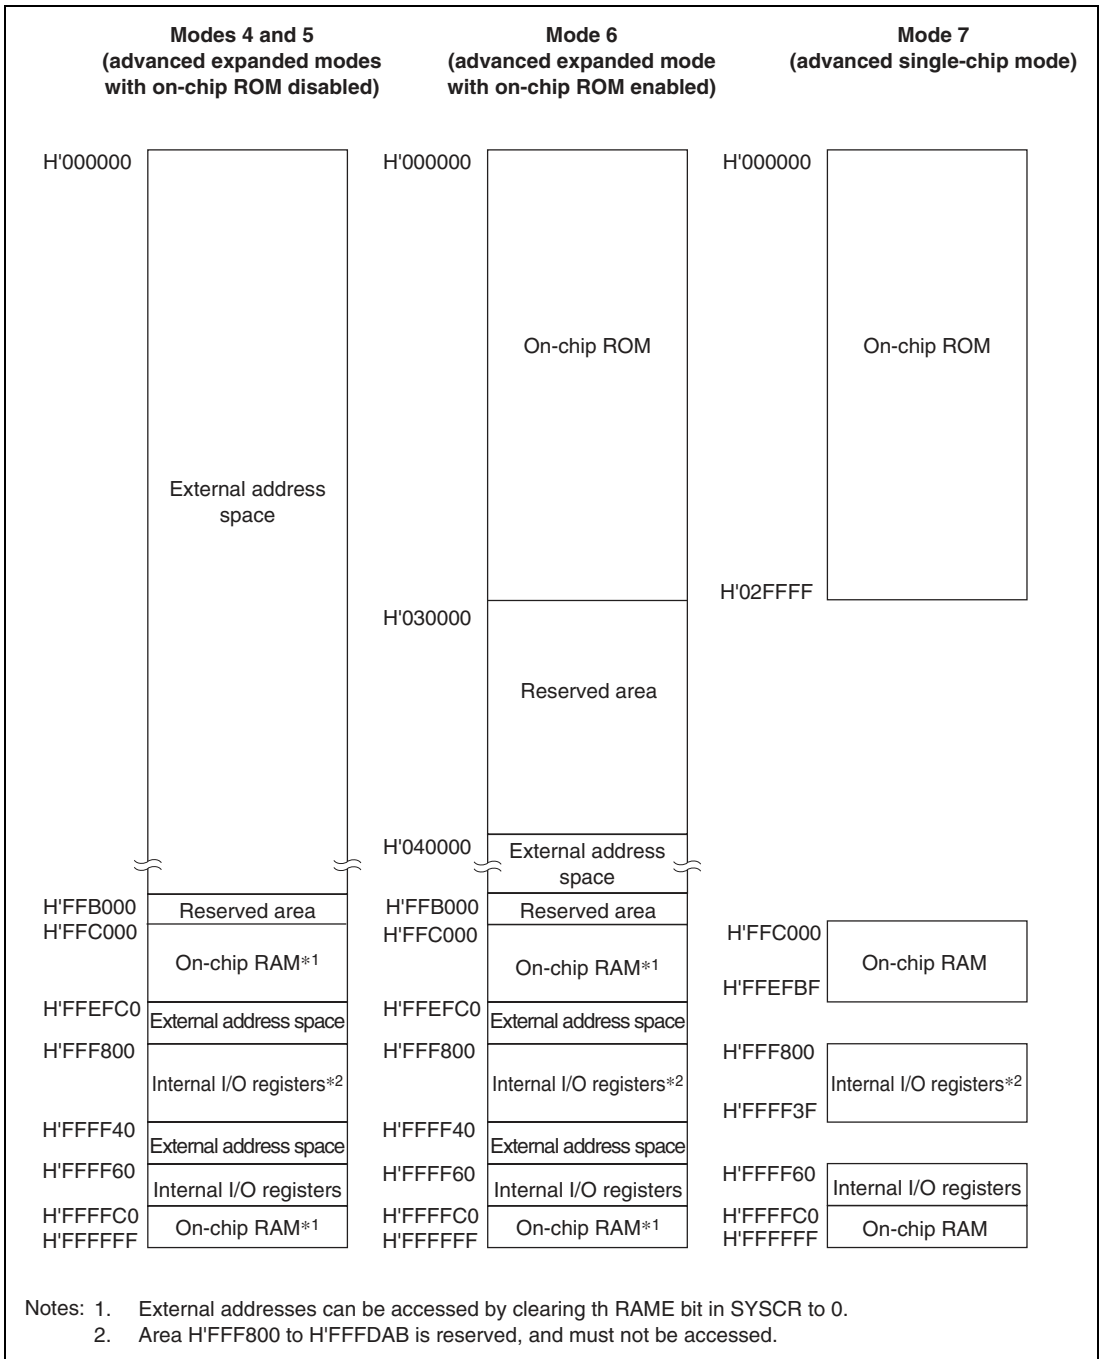 Modes 4 and 5
(advanced expanded modes
with on-chip ROM disabled)
Mode 6
(advanced expanded mode
with on-chip ROM enabled)
Mode 7
(advanced single-chip mode)
H'000000
External address
space
H'FFB000
Reserved area
H'FFC000
On-chip RAM*1
H'FFEFC0
External address space
H'FFF800
Internal I/O registers*2
H'FFFF40
External address space
H'FFFF60
Internal I/O registers
H'FFFFC0
On-chip RAM*1
H'FFFFFF
H'000000
On-chip ROM
H'030000
Reserved area
H'040000
External address
space
H'FFB000
Reserved area
H'FFC000
On-chip RAM*1
H'FFEFC0
External address space
H'FFF800
Internal I/O registers*2
H'FFFF40
External address space
H'FFFF60
Internal I/O registers
H'FFFFC0
On-chip RAM*1
H'FFFFFF
H'000000
On-chip ROM
H'02FFFF
H'FFC000
On-chip RAM
H'FFEFBF
H'FFF800
Internal I/O registers*2
H'FFFF3F
H'FFFF60
Internal I/O registers
H'FFFFC0
On-chip RAM
H'FFFFFF
Notes: 1. External addresses can be accessed by clearing th RAME bit in SYSCR to 0.
2. Area H'FFF800 to H'FFFDAB is reserved, and must not be accessed.